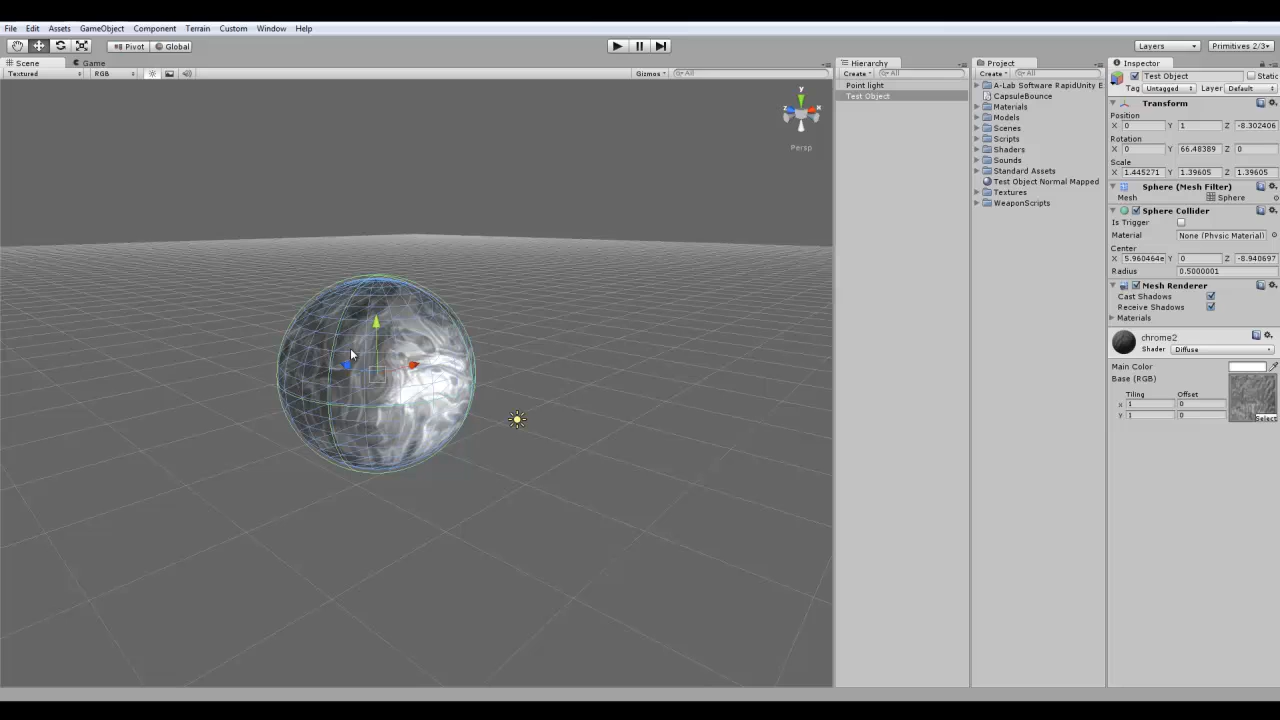 File Edit Assets GameObject Component Terrain Custom Window Help
Pivot Global Layers Primitives 2/3
Scene Game Hierarchy Project Inspector
Textured RGB Gizmos All Create All Create All
Test Object Static
Tag Untagged Layer Default
Point light
Test Object
A-Lab Software RapidUnity E
CapsuleBounce
Materials
Models
Scenes
Scripts
Shaders
Sounds
Standard Assets
Test Object Normal Mapped
Textures
WeaponScripts
y
z x
Persp
Transform
Position
X 0 Y 1 Z -8.302406
Rotation
X 0 Y 66.48389 Z 0
Scale
X 1.445271 Y 1.39605 Z 1.39605
Sphere (Mesh Filter)
Mesh Sphere
Sphere Collider
Is Trigger
Material None (Physic Material)
Center
X 5.960464e Y 0 Z -8.940697
Radius 0.5000001
Mesh Renderer
Cast Shadows
Receive Shadows
Materials
chrome2
Shader Diffuse
Main Color
Base (RGB)
Tiling Offset
x 1 0
y 1 0
Select